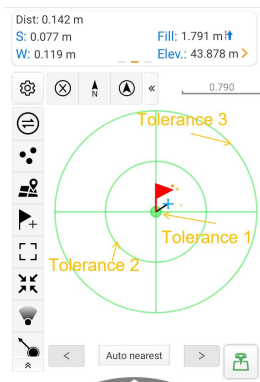 Dist: 0.142 m
S: 0.077 m
Fill: 1.791 m
W: 0.119 m
Elev.: 43.878 m >
N
«
0.790
Tolerance 3
Tolerance 1
Tolerance 2
< Auto nearest >